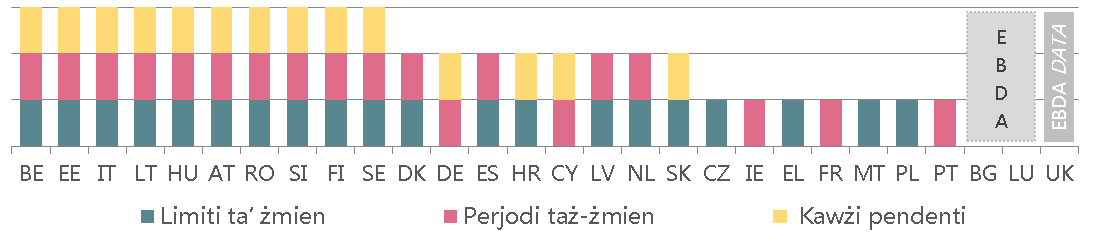 E
B
D
A
EBDA DATA
BE EE IT LT HU AT RO SI FI SE DK DE ES HR CY LV NL SK CZ IE EL FR MT PL PT BG LU UK
Limiti ta’ żmien Perjodi taż-żmien Kawżi pendenti